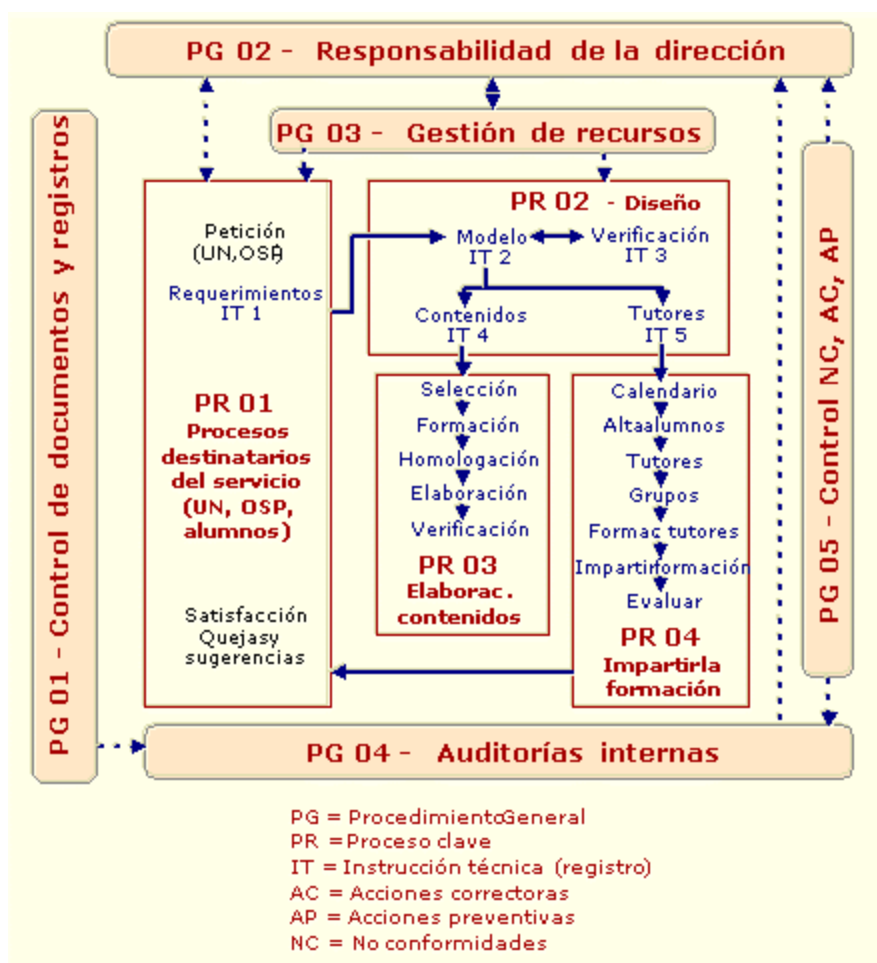 PG 02 - Responsabilidad de la dirección
PG 03 - Gestión de recursos
PG 01 - Control de documentos y registros
Petición
(UN,OSP)
Requerimientos
IT 1
PR 01
Procesos
destinatarios
del servicio
(UN, OSP,
alumnos)
Satisfacción
Quejasy
sugerencias
PR 02 - Diseño
Modelo
IT 2
Verificación
IT 3
Contenidos
IT 4
Tutores
IT 5
Selección
Formación
Homologación
Elaboración
Verificación
PR 03
Elaborac.
contenidos
Calendario
Altaalumnos
Tutores
Grupos
Formac tutores
Impartirformación
Evaluar
PR 04
Impartirla
formación
PG 05 - Control NC, AC, AP
PG 04 - Auditorías internas
PG = ProcedimientoGeneral
PR =Proceso clave
IT = Instrucción técnica (registro)
AC = Acciones correctoras
AP = Acciones preventivas
NC = No conformidades